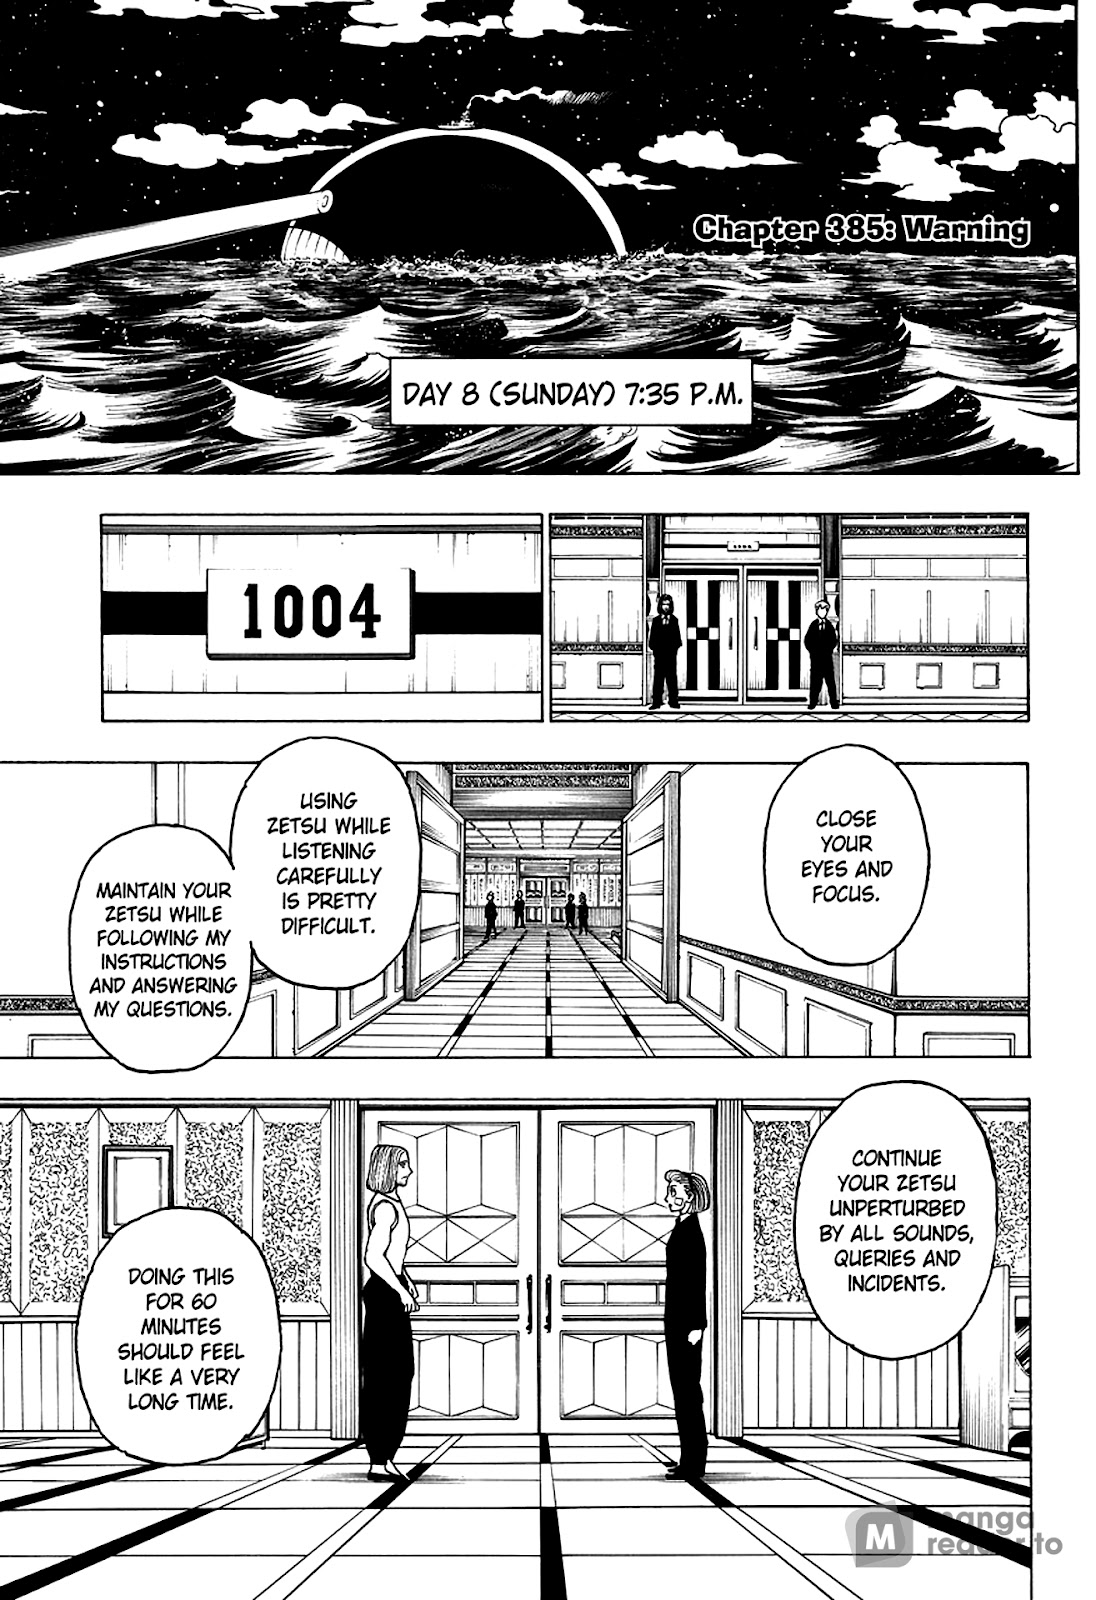 Chapter 385: Warning
DAY 8 (SUNDAY) 7:35 P.M.
1004
1004
CLOSE
YOUR
EYES AND
FOCUS.
USING
ZETSU WHILE
LISTENING
CAREFULLY
IS PRETTY
DIFFICULT.
MAINTAIN YOUR
ZETSU WHILE
FOLLOWING MY
INSTRUCTIONS
AND ANSWERING
MY QUESTIONS.
CONTINUE
YOUR ZETSU
UNPERTURBED
BY ALL SOUNDS,
QUERIES AND
INCIDENTS.
DOING THIS
FOR 60
MINUTES
SHOULD FEEL
LIKE A VERY
LONG TIME.
M
manga
reader.to